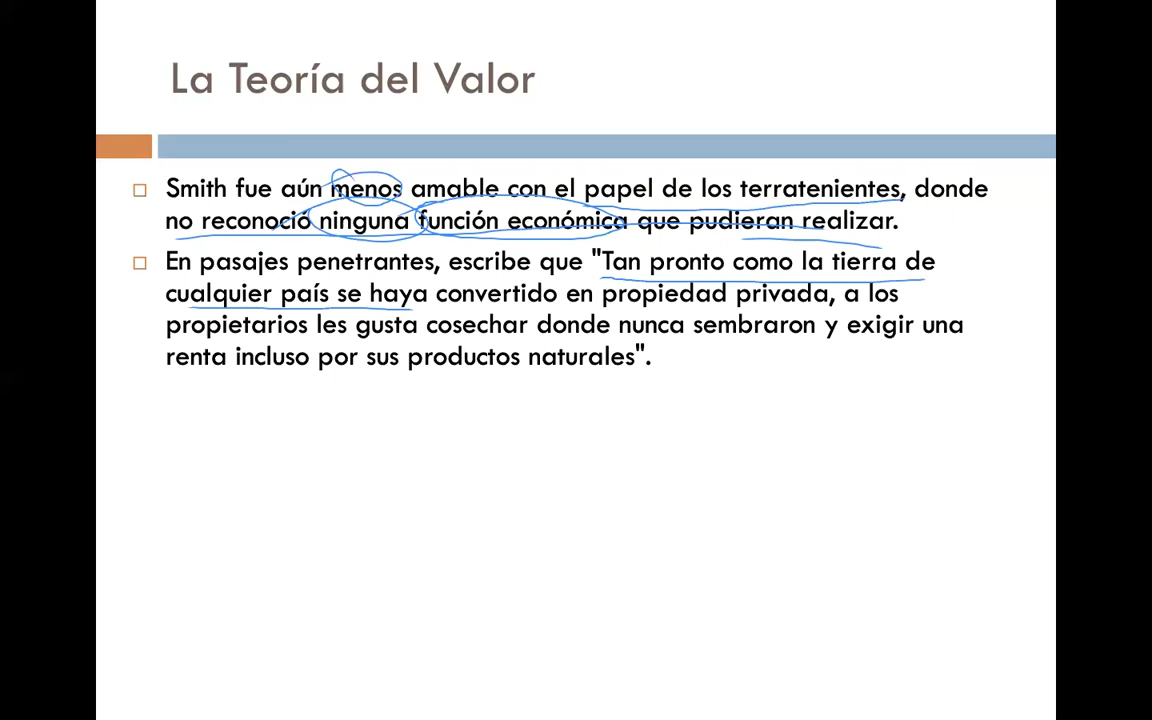 La Teoría del Valor
Smith fue aún menos amable con el papel de los terratenientes, donde
no reconoció ninguna función económica que pudieran realizar.
En pasajes penetrantes, escribe que "Tan pronto como la tierra de
cualquier país se haya convertido en propiedad privada, a los
propietarios les gusta cosechar donde nunca sembraron y exigir una
renta incluso por sus productos naturales".